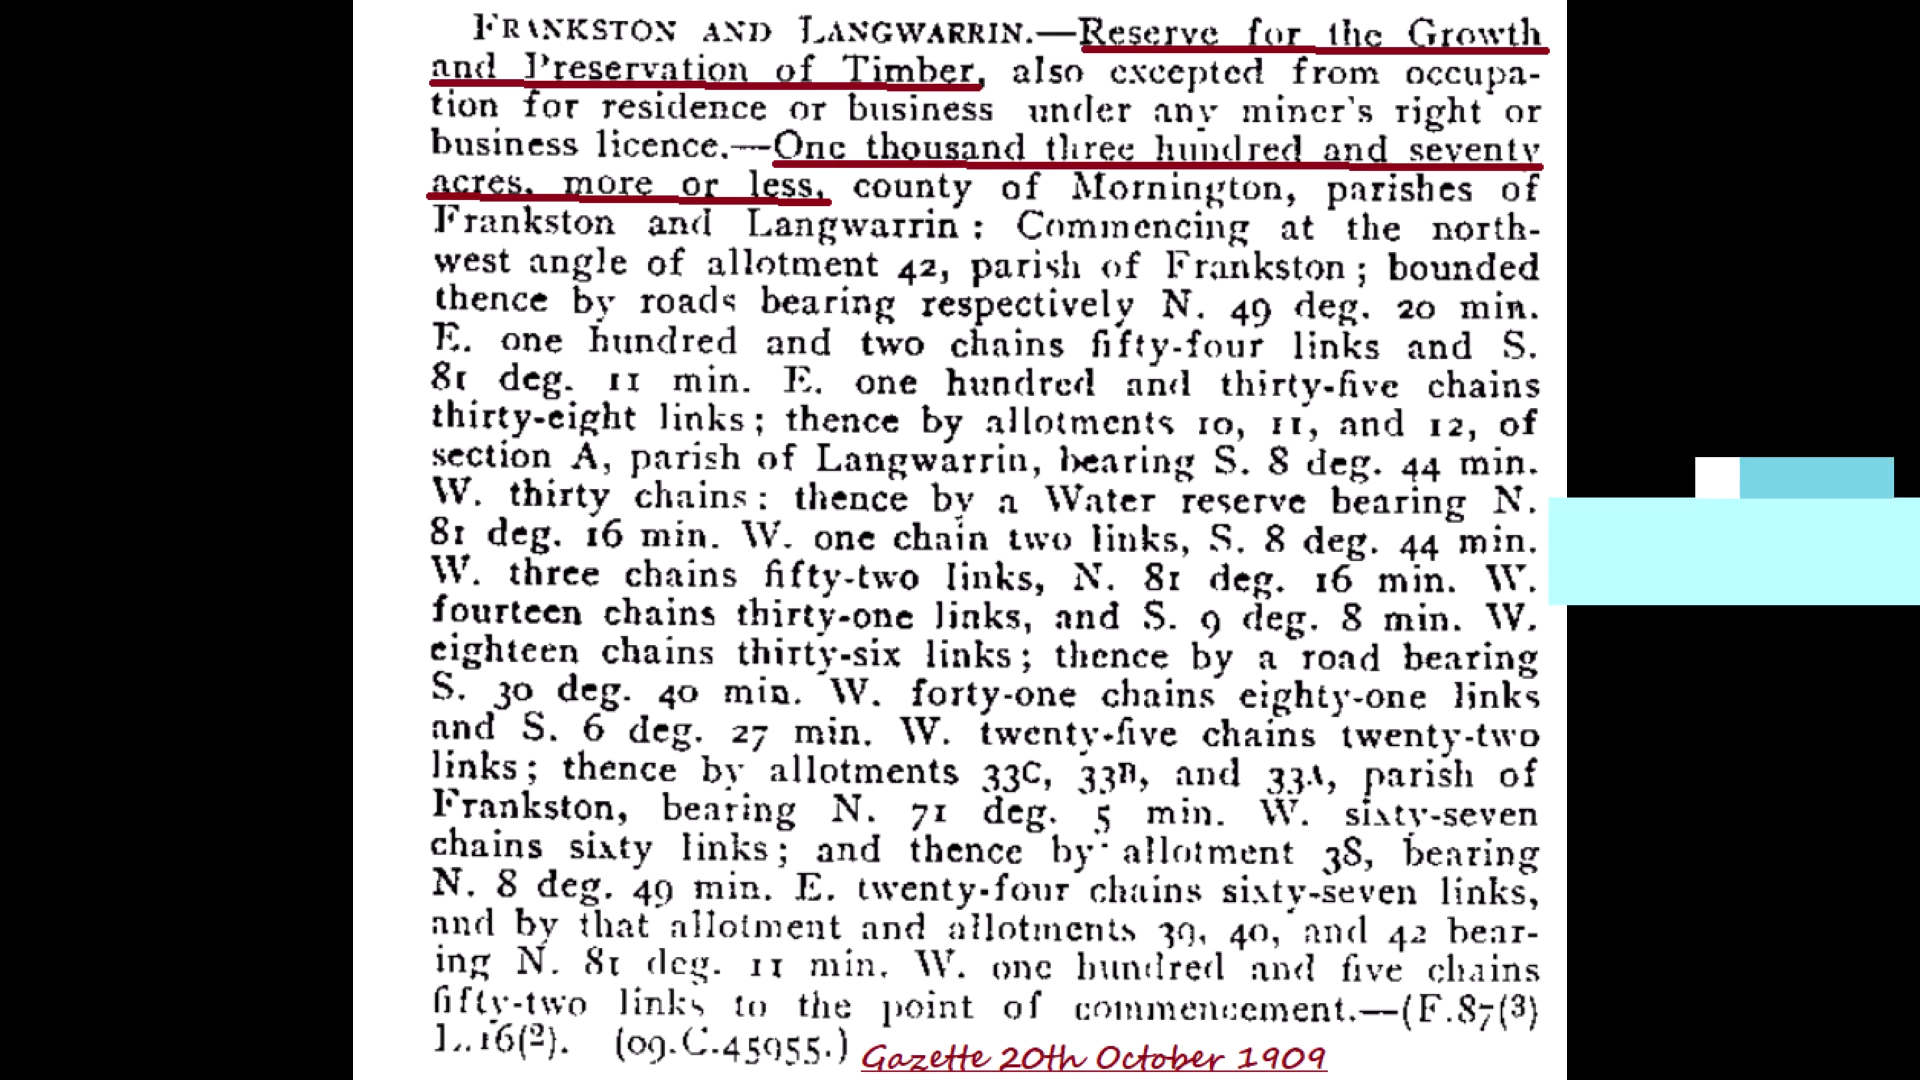 FRANKSTON AND LANGWARRIN.—Reserve for the Growth
and Preservation of Timber, also excepted from occupa-
tion for residence or business under any miner's right or
business licence.—One thousand three hundred and seventy
acres, more or less, county of Mornington, parishes of
Frankston and Langwarrin: Commencing at the north-
west angle of allotment 42, parish of Frankston; bounded
thence by roads bearing respectively N. 49 deg. 20 min.
E. one hundred and two chains fifty-four links and S.
81 deg. 11 min. E. one hundred and thirty-five chains
thirty-eight links; thence by allotments 10, 11, and 12, of
section A, parish of Langwarrin, bearing S. 8 deg. 44 min.
W. thirty chains: thence by a Water reserve bearing N.
81 deg. 16 min. W. one chain two links, S. 8 deg. 44 min.
W. three chains fifty-two links, N. 81 deg. 16 min. W.
fourteen chains thirty-one links, and S. 9 deg. 8 min. W.
eighteen chains thirty-six links; thence by a road bearing
S. 30 deg. 40 min. W. forty-one chains eighty-one links
and S. 6 deg. 27 min. W. twenty-five chains twenty-two
links; thence by allotments 33C, 33B, and 33A, parish of
Frankston, bearing N. 71 deg. 5 min. W. sixty-seven
chains sixty links; and thence by allotment 38, bearing
N. 8 deg. 49 min. E. twenty-four chains sixty-seven links,
and by that allotment and allotments 39, 40, and 42 bear-
ing N. 81 deg. 11 min. W. one hundred and five chains
fifty-two links to the point of commencement.—(F.87(3)
L.16(2). (09.C.45955.) Gazette 20th October 1909